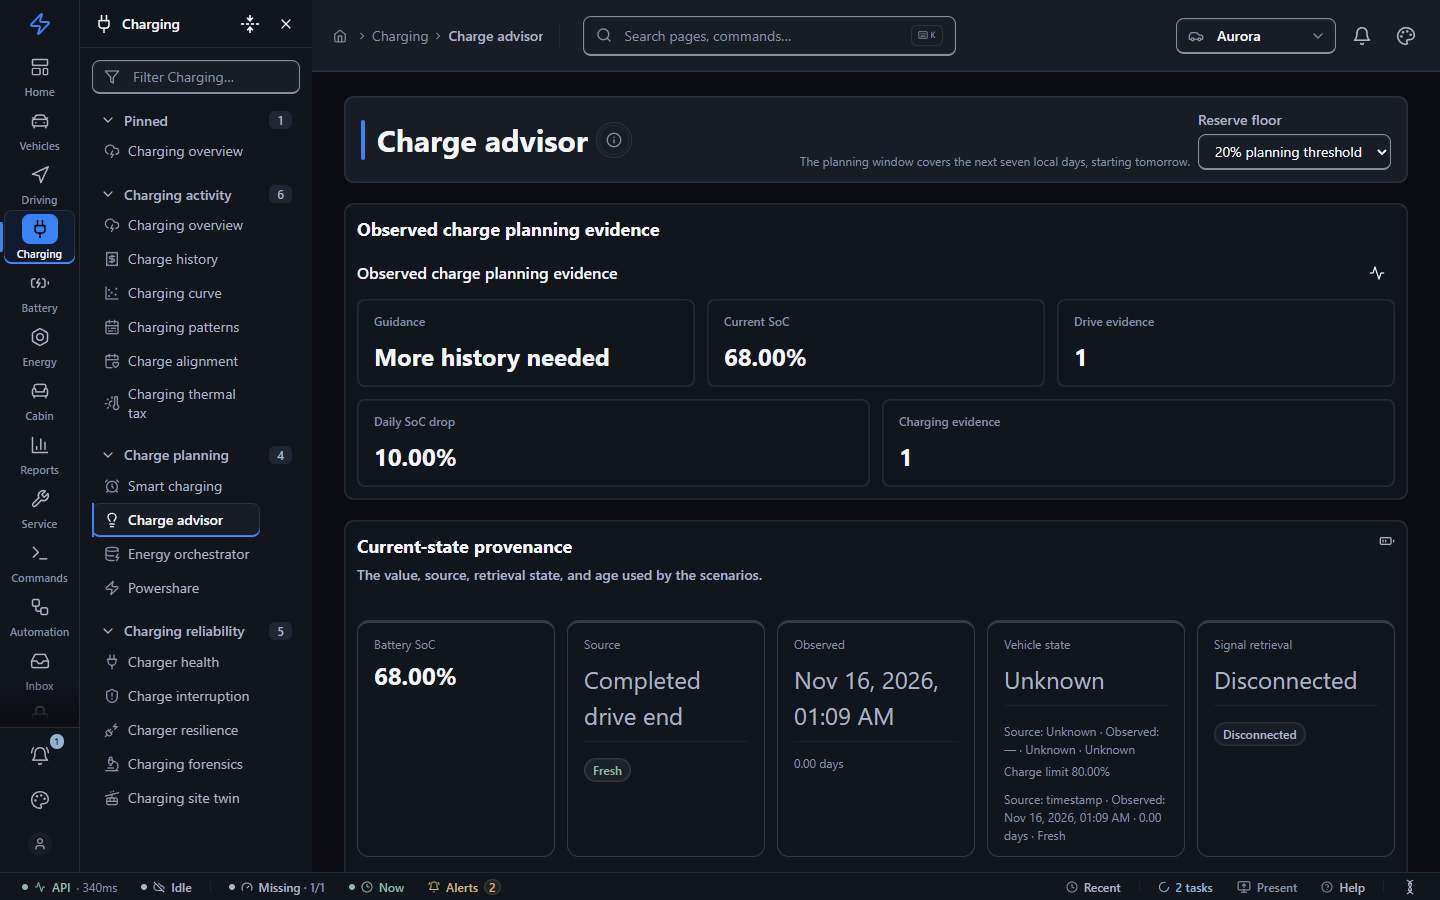 Charging
Home
Vehicles
Driving
Charging
Battery
Energy
Cabin
Reports
Service
Commands
Automation
Inbox
1
Filter Charging...
Pinned 1
Charging overview
Charging activity 6
Charging overview
Charge history
Charging curve
Charging patterns
Charge alignment
Charging thermal
tax
Charge planning 4
Smart charging
Charge advisor
Energy orchestrator
Powershare
Charging reliability 5
Charger health
Charge interruption
Charger resilience
Charging forensics
Charging site twin
Charging › Charge advisor
Search pages, commands... K
Aurora
Charge advisor
The planning window covers the next seven local days, starting tomorrow.
Reserve floor
20% planning threshold
Observed charge planning evidence
Observed charge planning evidence
Guidance
More history needed
Current SoC
68.00%
Drive evidence
1
Daily SoC drop
10.00%
Charging evidence
1
Current-state provenance
The value, source, retrieval state, and age used by the scenarios.
Battery SoC
68.00%
Source
Completed
drive end
Fresh
Observed
Nov 16, 2026,
01:09 AM
0.00 days
Vehicle state
Unknown
Source: Unknown · Observed:
— · Unknown · Unknown
Charge limit 80.00%
Source: timestamp · Observed:
Nov 16, 2026, 01:09 AM · 0.00
days · Fresh
Signal retrieval
Disconnected
Disconnected
API · 340ms
Idle
Missing · 1/1
Now
Alerts 2
Recent
2 tasks
Present
Help